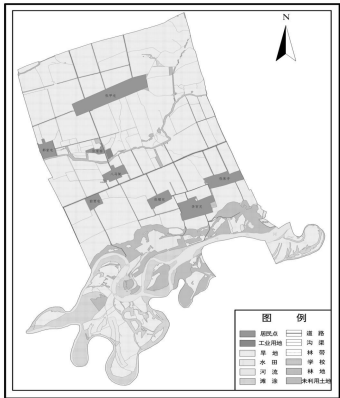 N
图 例
居民点 道路
工业用地 沟渠
旱地 林带
水田 学校
河流 林地
滩涂 未利用土地